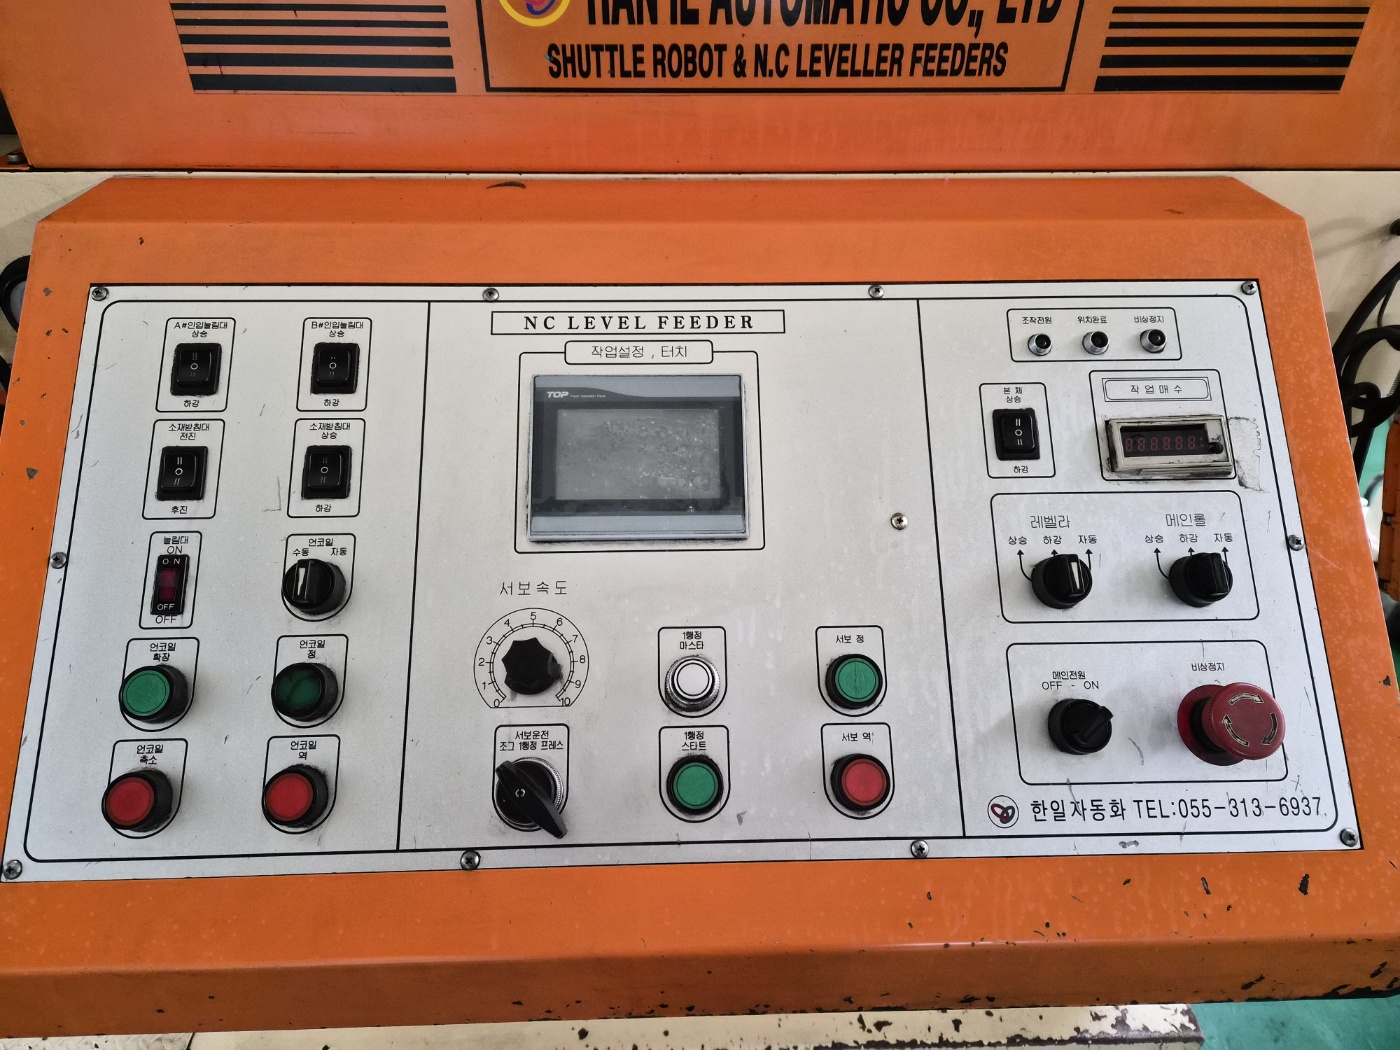 HAN IL AUTOMATIC CO., LTD
SHUTTLE ROBOT & N.C LEVELLER FEEDERS
A#인입눌림대
상승
하강
B#인입눌림대
상승
하강
소재받침대
전진
후진
소재받침대
상승
하강
눌림대
ON
ON
OFF
OFF
언코일
수동 자동
언코일
확장
언코일
정
언코일
축소
언코일
역
NC LEVEL FEEDER
작업설정 , 터치
TOP
서보속도
0 1 2 3 4 5 6 7 8 9 10
서보운전
조그 1행정 프레스
1행정
마스타
1행정
스타트
서보 정
서보 역
조작전원 위치완료 비상정지
본체
상승
하강
작업매수
레벨라
상승 하강 자동
메인롤
상승 하강 자동
메인전원
OFF - ON
비상정지
한일자동화 TEL:055-313-6937